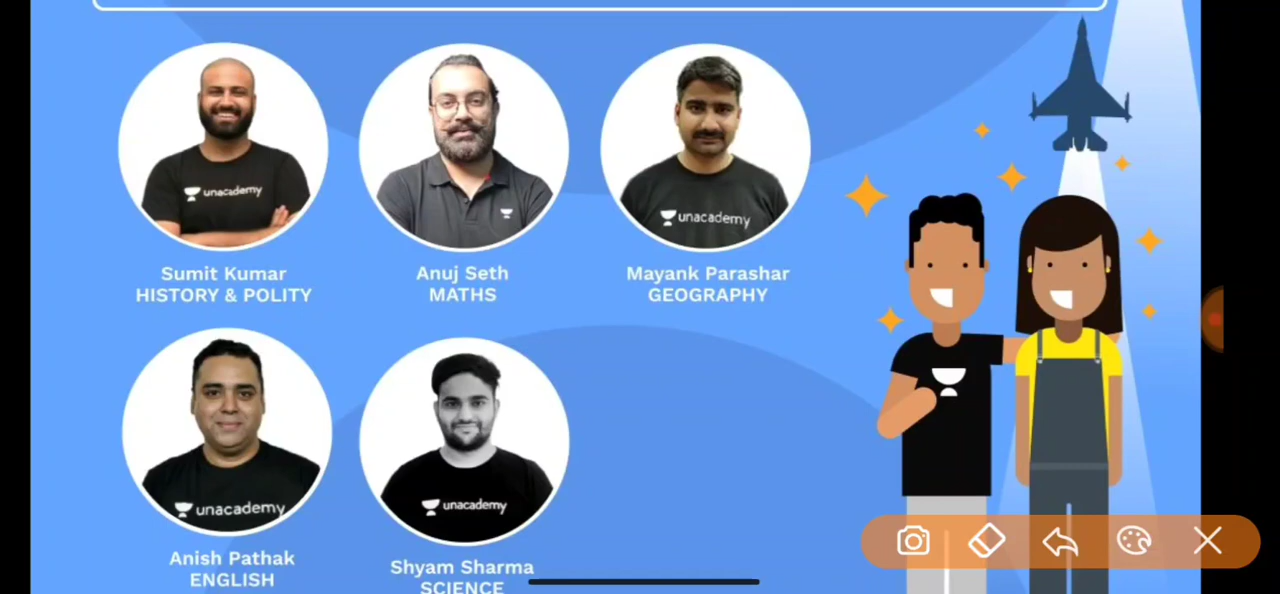 unacademy
unacademy
Sumit Kumar
HISTORY & POLITY
Anuj Seth
MATHS
Mayank Parashar
GEOGRAPHY
unacademy
unacademy
Anish Pathak
ENGLISH
Shyam Sharma
SCIENCE